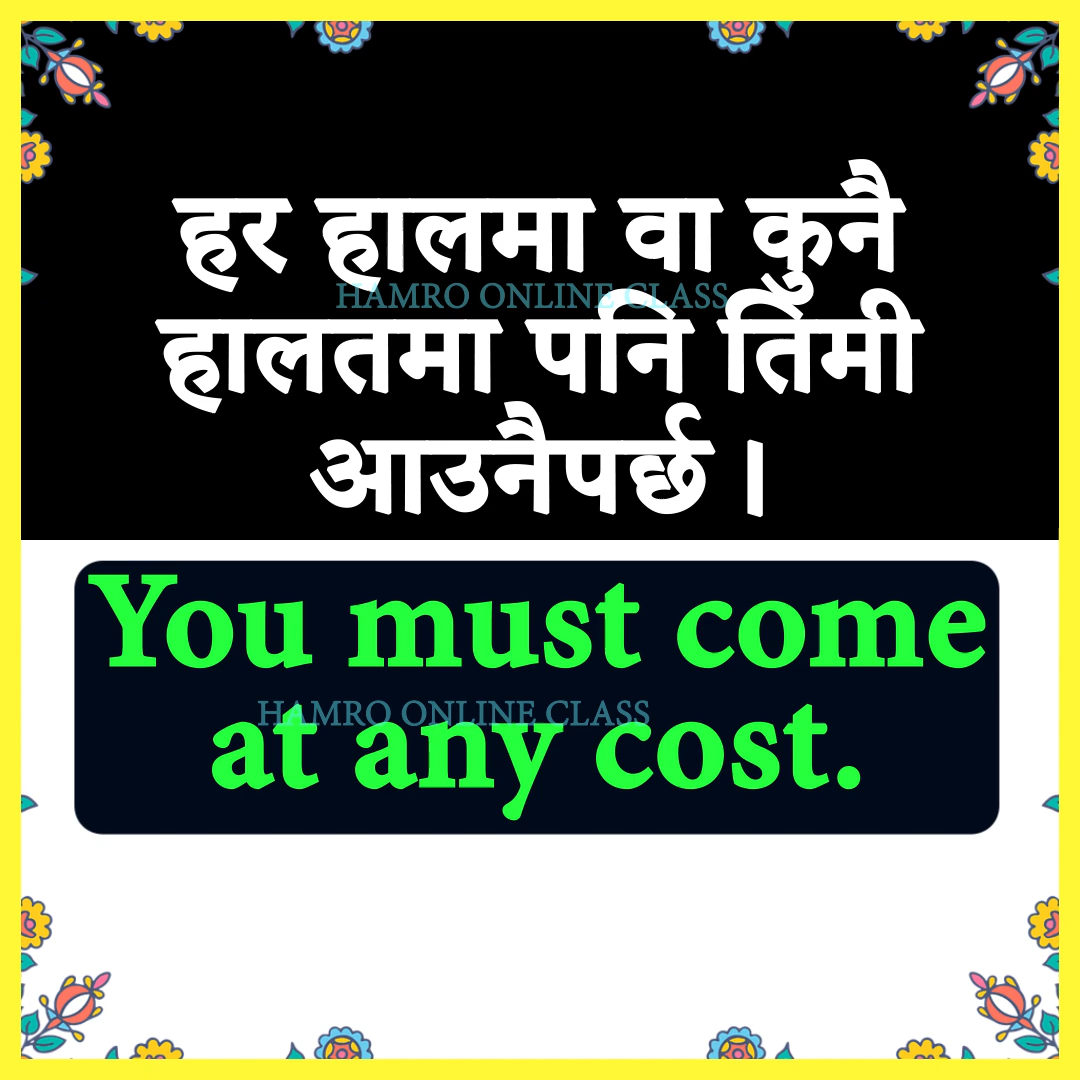 हर हालमा वा कुनै
HAMRO ONLINE CLASS
हालतमा पनि तिमी
आउनैपर्छ ।
You must come
HAMRO ONLINE CLASS
at any cost.